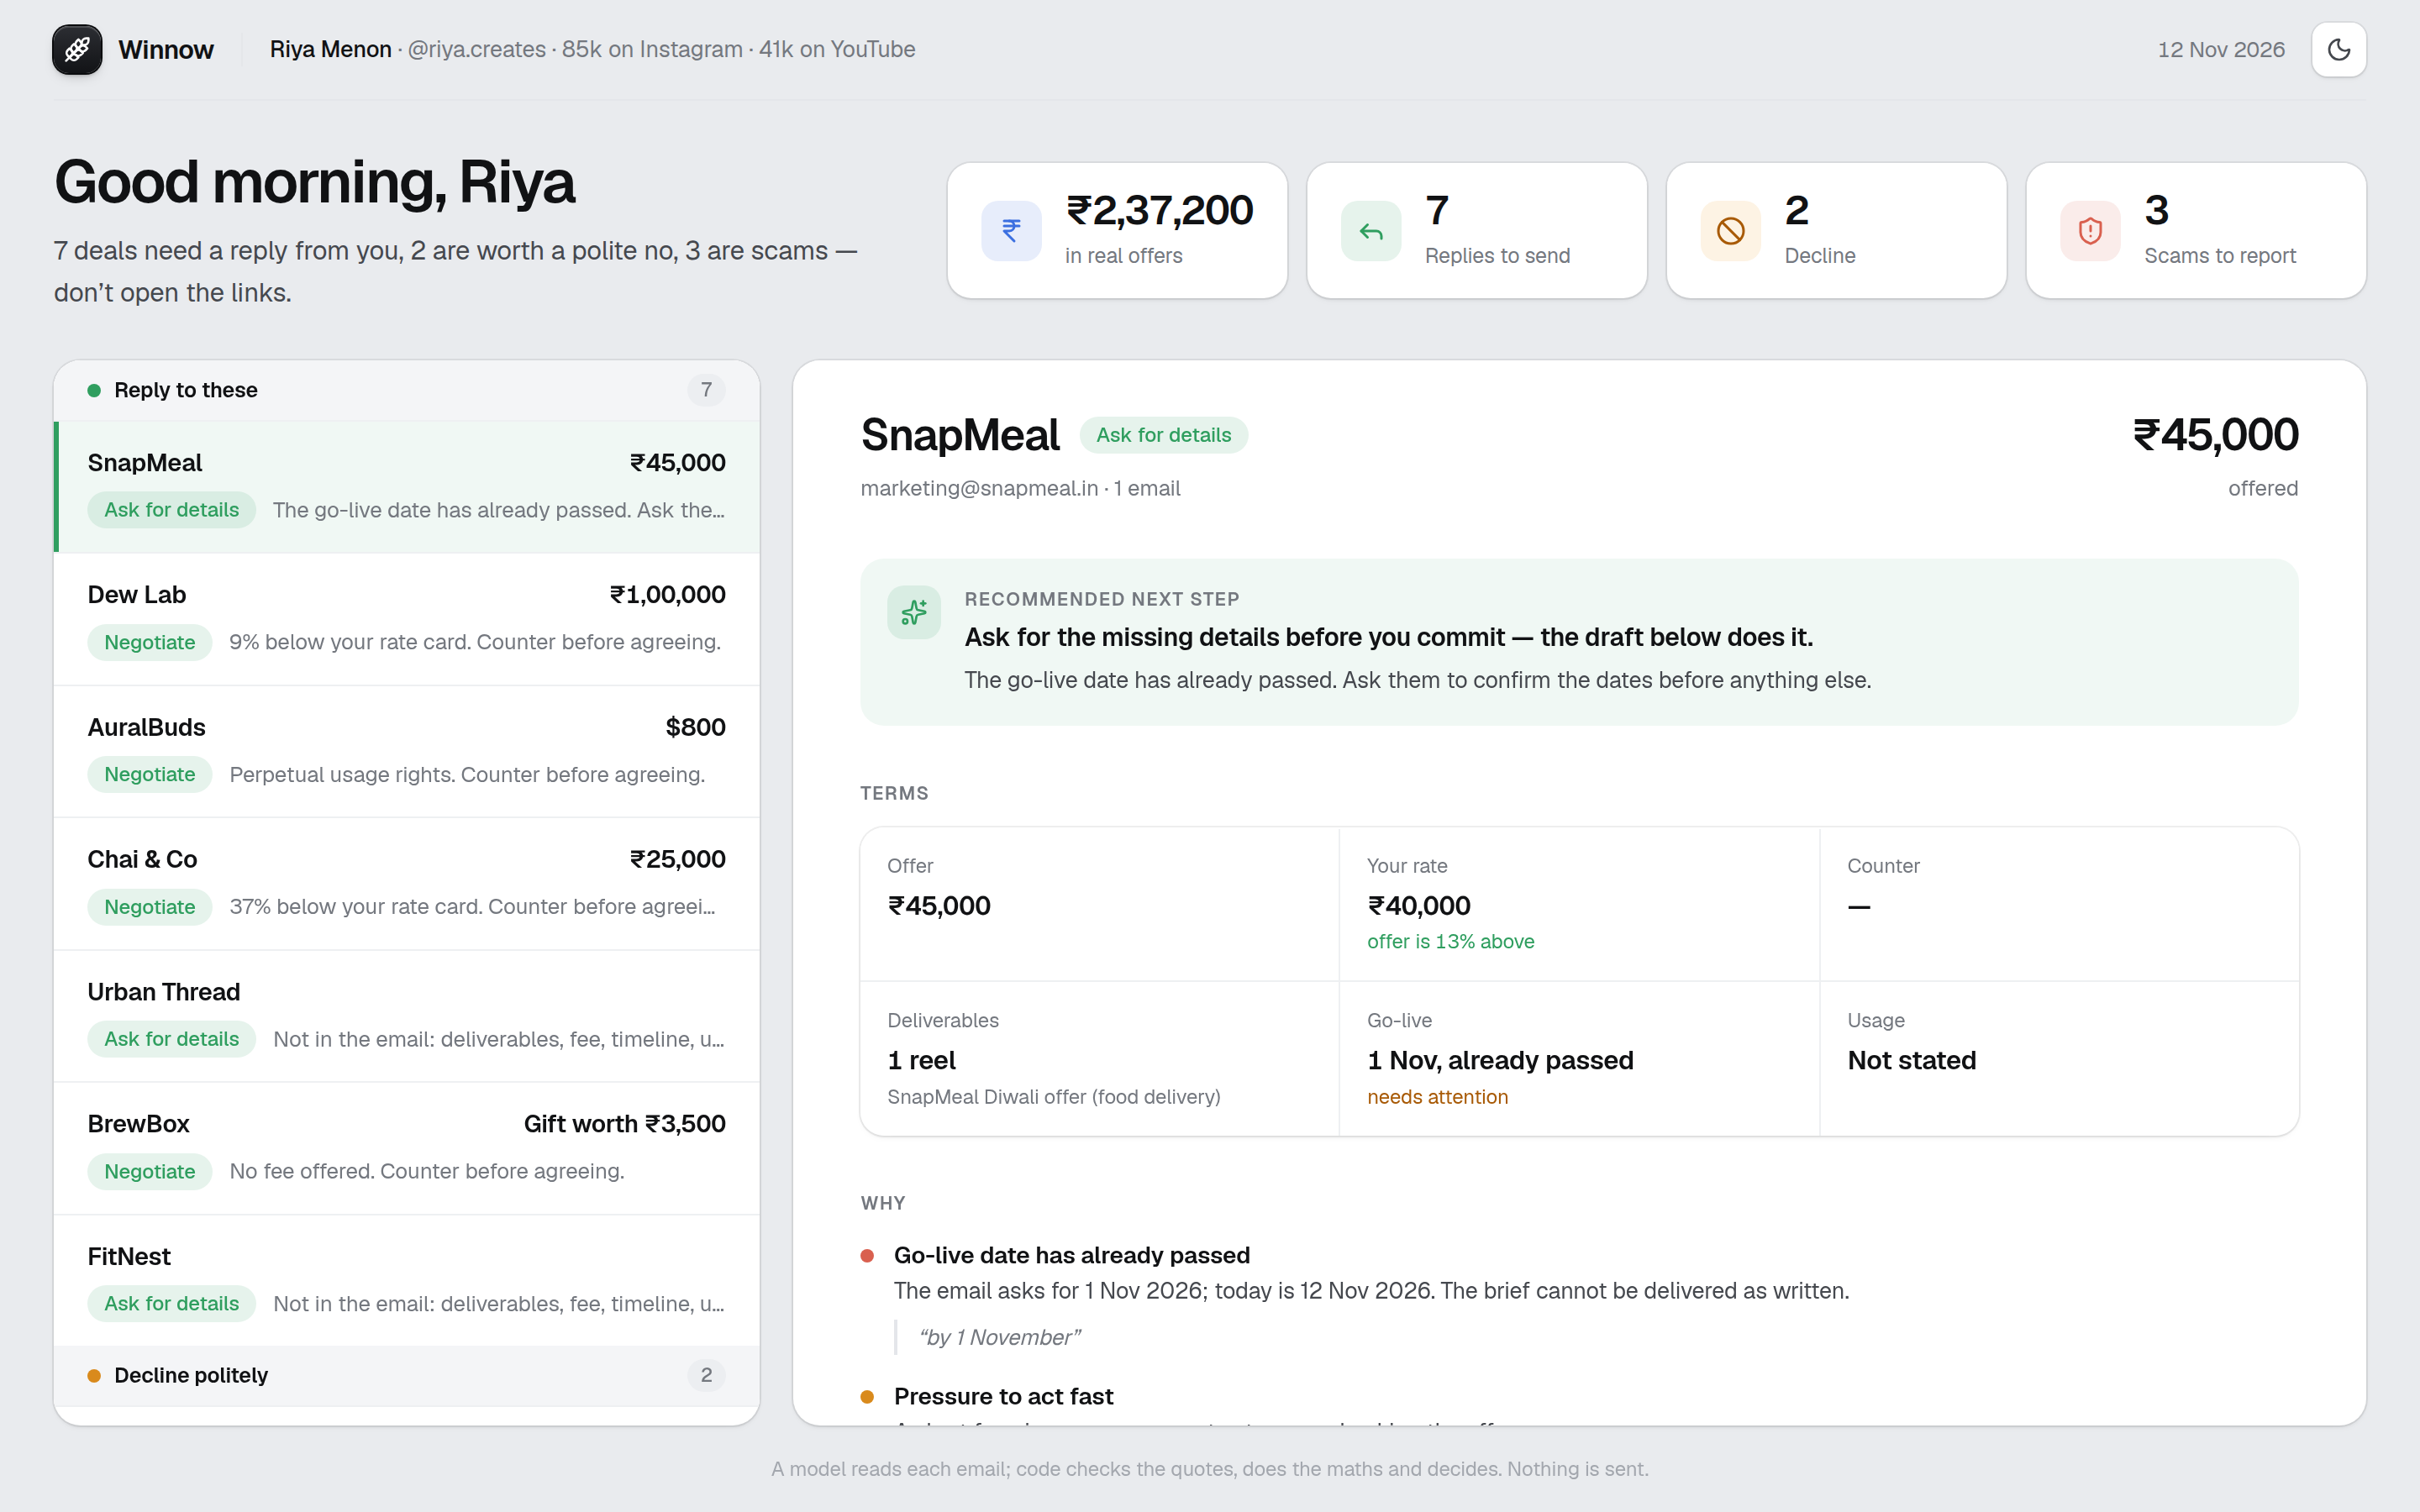 Winnow
Riya Menon · @riya.creates · 85k on Instagram · 41k on YouTube
12 Nov 2026
Good morning, Riya
7 deals need a reply from you, 2 are worth a polite no, 3 are scams —
don’t open the links.
₹2,37,200
in real offers
7
Replies to send
2
Decline
3
Scams to report
Reply to these
7
SnapMeal
₹45,000
Ask for details
The go-live date has already passed. Ask the…
Dew Lab
₹1,00,000
Negotiate
9% below your rate card. Counter before agreeing.
AuralBuds
$800
Negotiate
Perpetual usage rights. Counter before agreeing.
Chai & Co
₹25,000
Negotiate
37% below your rate card. Counter before agreei…
Urban Thread
Ask for details
Not in the email: deliverables, fee, timeline, u…
BrewBox
Gift worth ₹3,500
Negotiate
No fee offered. Counter before agreeing.
FitNest
Ask for details
Not in the email: deliverables, fee, timeline, u…
Decline politely
2
SnapMeal
Ask for details
₹45,000
marketing@snapmeal.in · 1 email
offered
RECOMMENDED NEXT STEP
Ask for the missing details before you commit — the draft below does it.
The go-live date has already passed. Ask them to confirm the dates before anything else.
TERMS
Offer
₹45,000
Your rate
₹40,000
offer is 13% above
Counter
—
Deliverables
1 reel
SnapMeal Diwali offer (food delivery)
Go-live
1 Nov, already passed
needs attention
Usage
Not stated
WHY
Go-live date has already passed
The email asks for 1 Nov 2026; today is 12 Nov 2026. The brief cannot be delivered as written.
“by 1 November”
Pressure to act fast
A model reads each email; code checks the quotes, does the maths and decides. Nothing is sent.